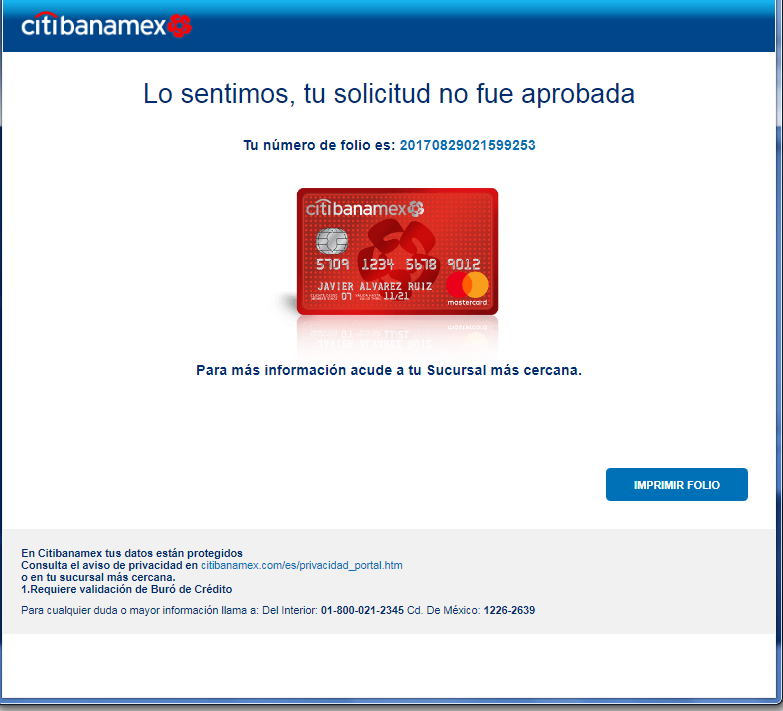 citibanamex
Lo sentimos, tu solicitud no fue aprobada
Tu número de folio es: 20170829021599253
citibanamex
5709 1234 5678 9012
JAVIER ALVAREZ RUIZ
07 11/21
mastercard
Para más información acude a tu Sucursal más cercana.
IMPRIMIR FOLIO
En Citibanamex tus datos están protegidos
Consulta el aviso de privacidad en citibanamex.com/es/privacidad_portal.htm
o en tu sucursal más cercana.
1.Requiere validación de Buró de Crédito
Para cualquier duda o mayor información llama a: Del Interior: 01-800-021-2345 Cd. De México: 1226-2639